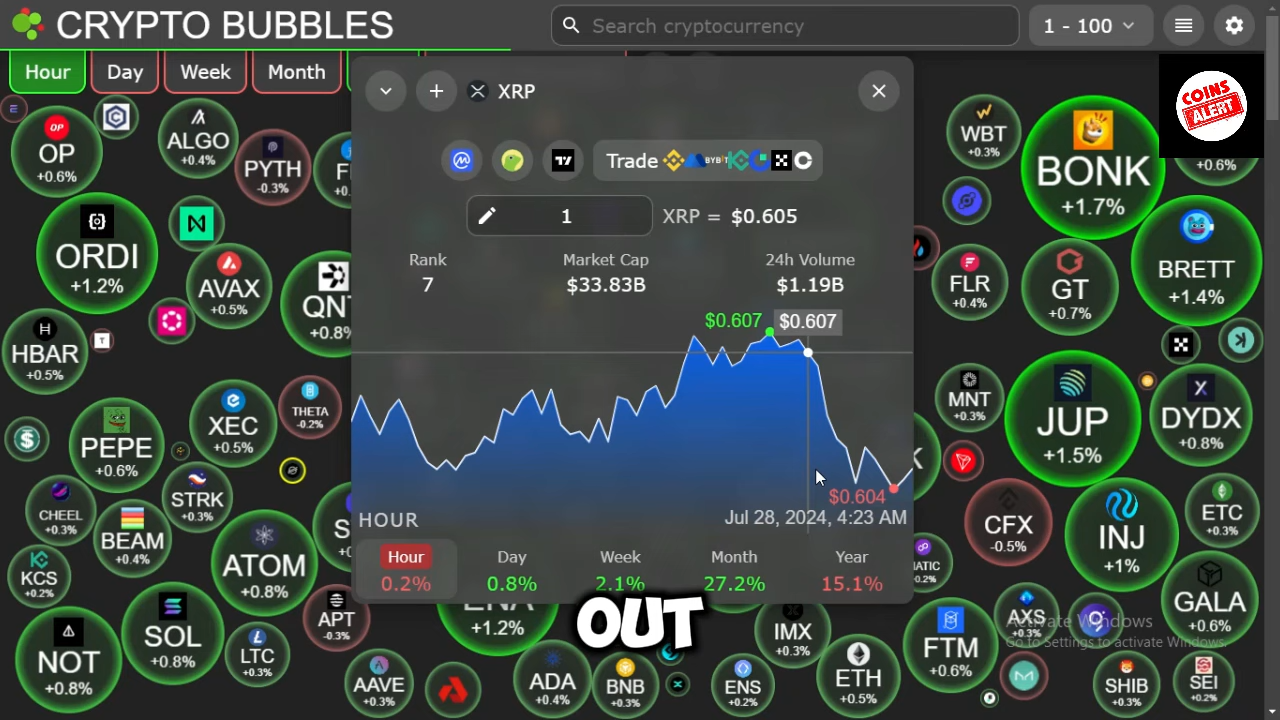 CRYPTO BUBBLES
Search cryptocurrency
1 - 100
Hour
Day
Week
Month
COINS
ALERT
XRP
Trade
BYBIT
1
XRP = $0.605
Rank
Market Cap
24h Volume
7
$33.83B
$1.19B
$0.607
$0.607
$0.604
HOUR
Jul 28, 2024, 4:23 AM
Hour
Day
Week
Month
Year
0.2%
0.8%
2.1%
27.2%
15.1%
OUT
OP
+0.6%
ALGO
+0.4%
PYTH
-0.3%
ORDI
+1.2%
AVAX
+0.5%
QNT
+0.8%
HBAR
+0.5%
XEC
+0.5%
THETA
-0.2%
PEPE
+0.6%
STRK
+0.3%
CHEEL
+0.3%
BEAM
+0.4%
ATOM
+0.8%
KCS
+0.2%
SOL
+0.8%
APT
-0.3%
NOT
+0.8%
LTC
+0.3%
AAVE
+0.3%
ENA
+1.2%
ADA
+0.4%
BNB
+0.3%
ENS
+0.2%
IMX
+0.3%
ETH
+0.5%
WBT
+0.3%
BONK
+1.7%
+0.6%
BRETT
+1.4%
FLR
+0.4%
GT
+0.7%
MNT
+0.3%
JUP
+1.5%
DYDX
+0.8%
CFX
-0.5%
INJ
+1%
ETC
+0.3%
GALA
+0.6%
AXS
+0.3%
FTM
+0.6%
SHIB
+0.3%
SEI
+0.2%
Activate Windows
Go to Settings to activate Windows.